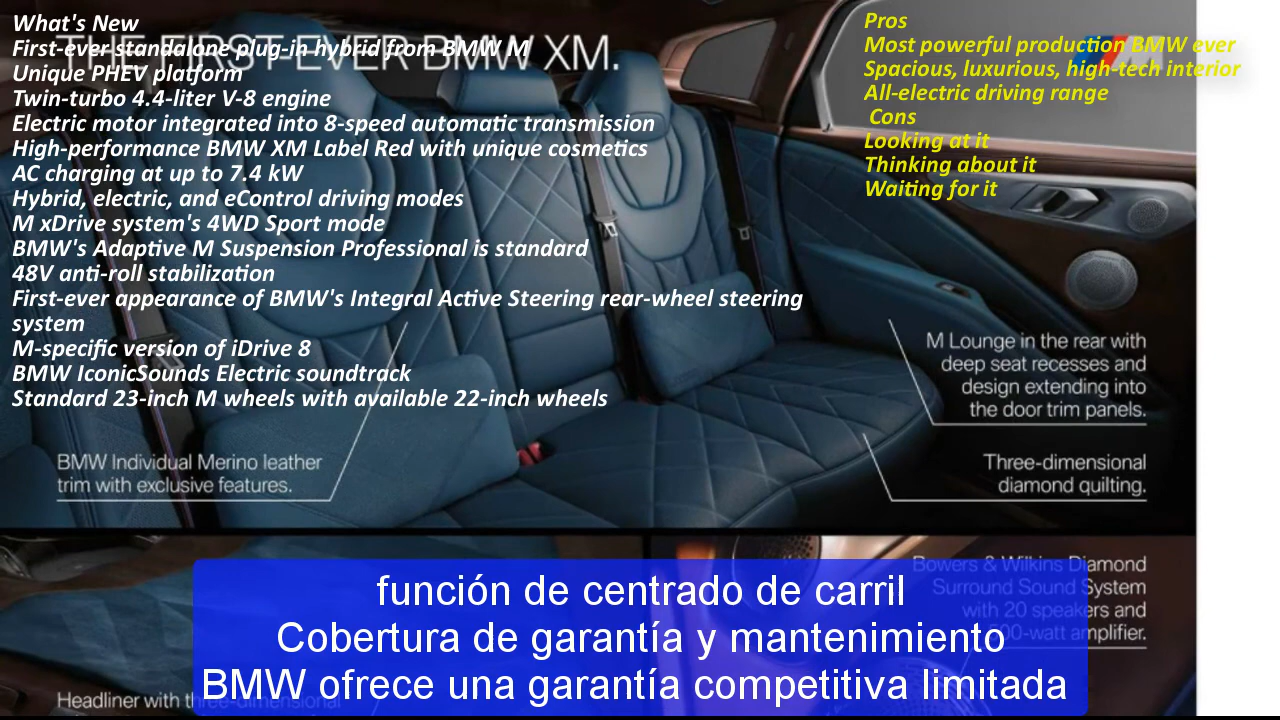 What's New
First-ever standalone plug-in hybrid from BMW M
Unique PHEV platform
Twin-turbo 4.4-liter V-8 engine
Electric motor integrated into 8-speed automatic transmission
High-performance BMW XM Label Red with unique cosmetics
AC charging at up to 7.4 kW
Hybrid, electric, and eControl driving modes
M xDrive system's 4WD Sport mode
BMW's Adaptive M Suspension Professional is standard
48V anti-roll stabilization
First-ever appearance of BMW's Integral Active Steering rear-wheel steering
system
M-specific version of iDrive 8
BMW IconicSounds Electric soundtrack
Standard 23-inch M wheels with available 22-inch wheels
THE FIRST-EVER BMW XM.
Pros
Most powerful production BMW ever
Spacious, luxurious, high-tech interior
All-electric driving range
Cons
Looking at it
Thinking about it
Waiting for it
M Lounge in the rear with
deep seat recesses and
design extending into
the door trim panels.
BMW Individual Merino leather
trim with exclusive features.
Three-dimensional
diamond quilting.
Bowers & Wilkins Diamond
Surround Sound System
with 20 speakers and
amplifier.
Headliner with three-dimensional
función de centrado de carril
Cobertura de garantía y mantenimiento
BMW ofrece una garantía competitiva limitada